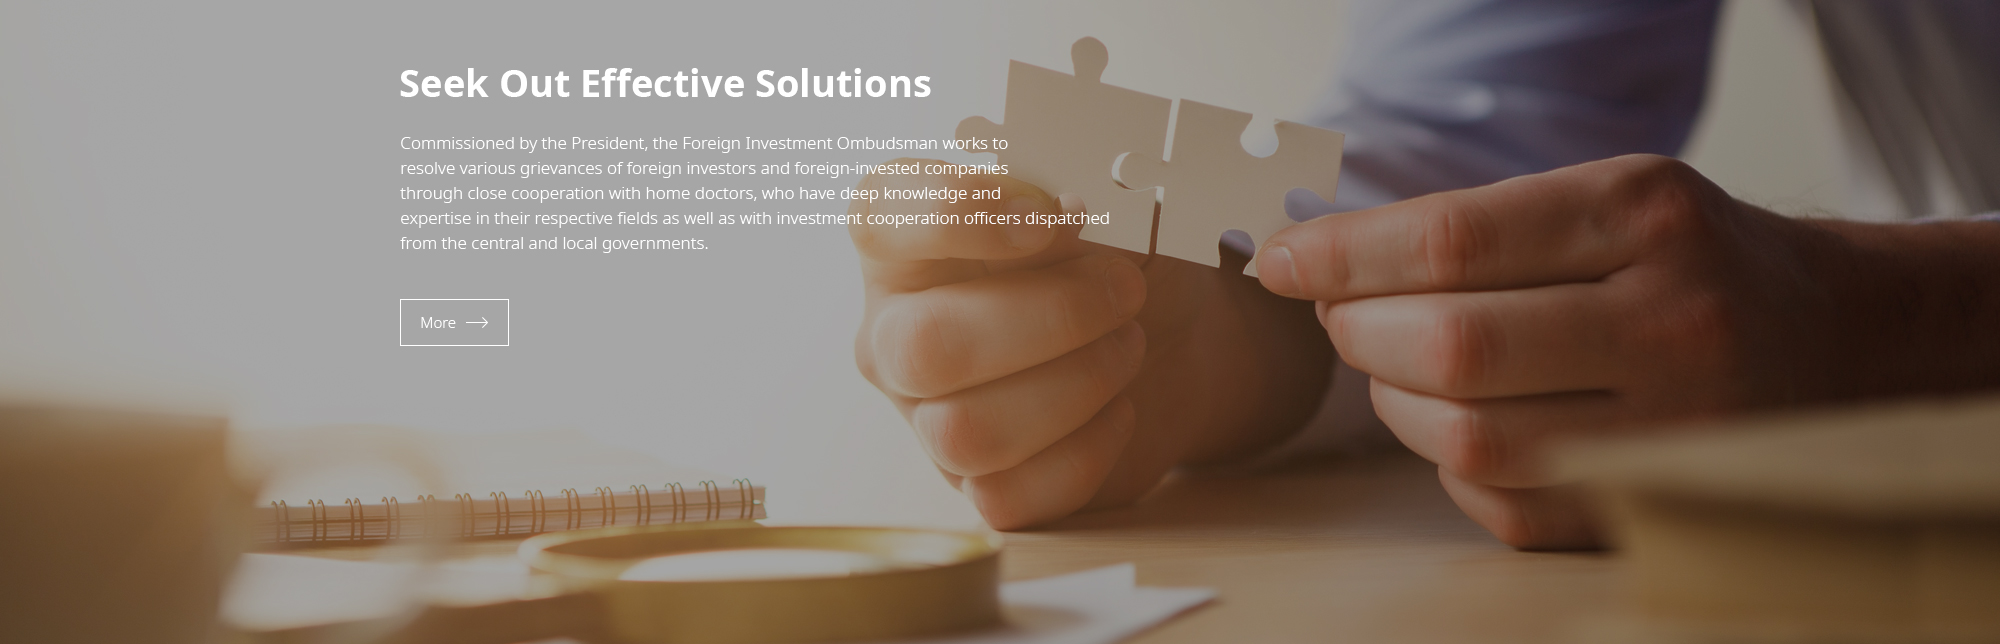 Seek Out Effective Solutions
Commissioned by the President, the Foreign Investment Ombudsman works to
resolve various grievances of foreign investors and foreign-invested companies
through close cooperation with home doctors, who have deep knowledge and
expertise in their respective fields as well as with investment cooperation officers dispatched
from the central and local governments.
More